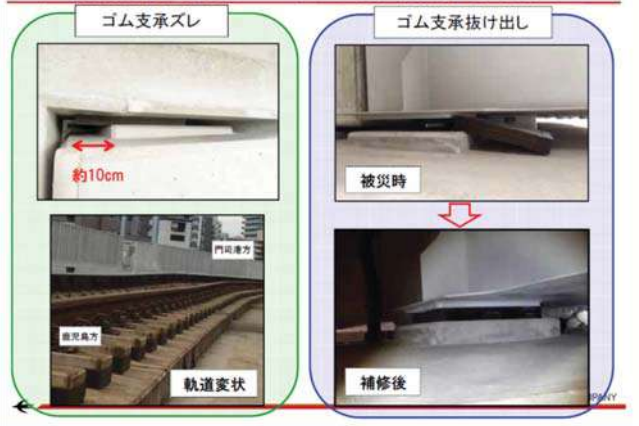 ゴム支承ズレ
約10cm
門司港方
鹿児島方
軌道変状
ゴム支承抜け出し
被災時
補修後
PANY